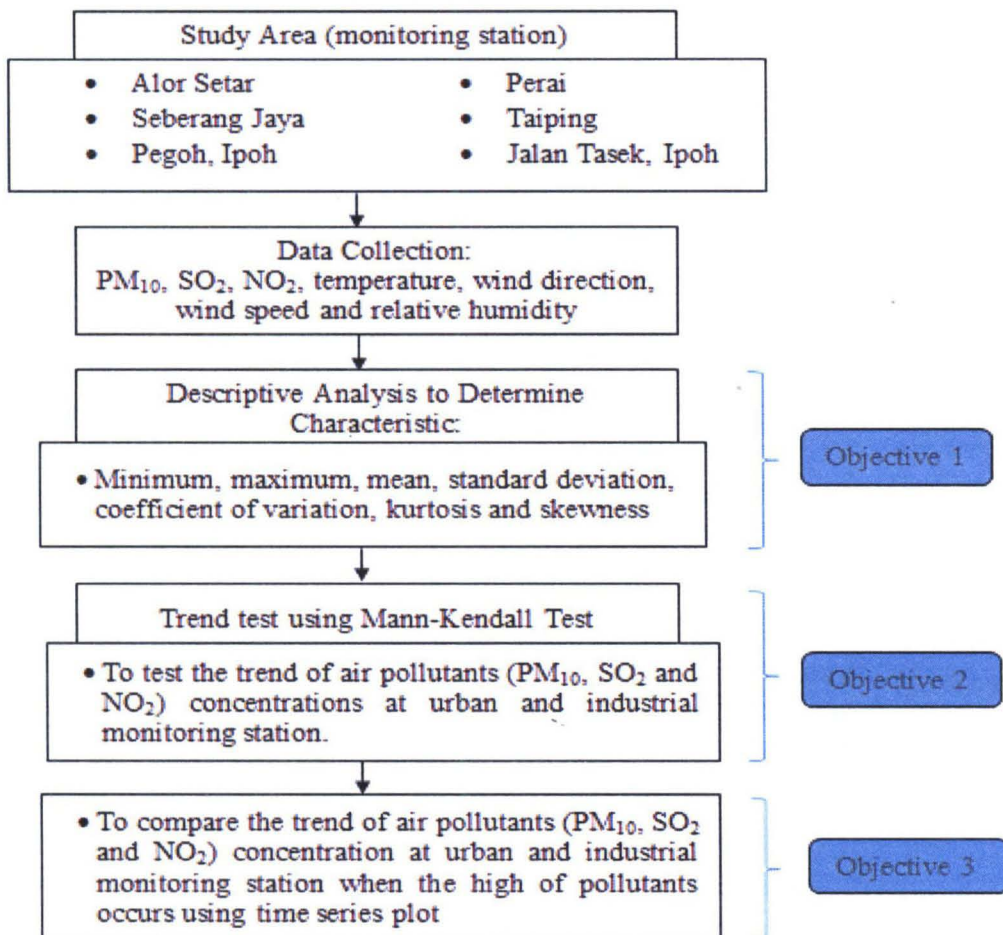 Study Area (monitoring station)
• Alor Setar
• Seberang Jaya
• Pegoh, Ipoh
• Perai
• Taiping
• Jalan Tasek, Ipoh
Data Collection:
PM₁₀, SO₂, NO₂, temperature, wind direction,
wind speed and relative humidity
Descriptive Analysis to Determine
Characteristic:
• Minimum, maximum, mean, standard deviation,
coefficient of variation, kurtosis and skewness
Objective 1
Trend test using Mann-Kendall Test
• To test the trend of air pollutants (PM₁₀, SO₂ and
NO₂) concentrations at urban and industrial
monitoring station.
Objective 2
• To compare the trend of air pollutants (PM₁₀, SO₂
and NO₂) concentration at urban and industrial
monitoring station when the high of pollutants
occurs using time series plot
Objective 3